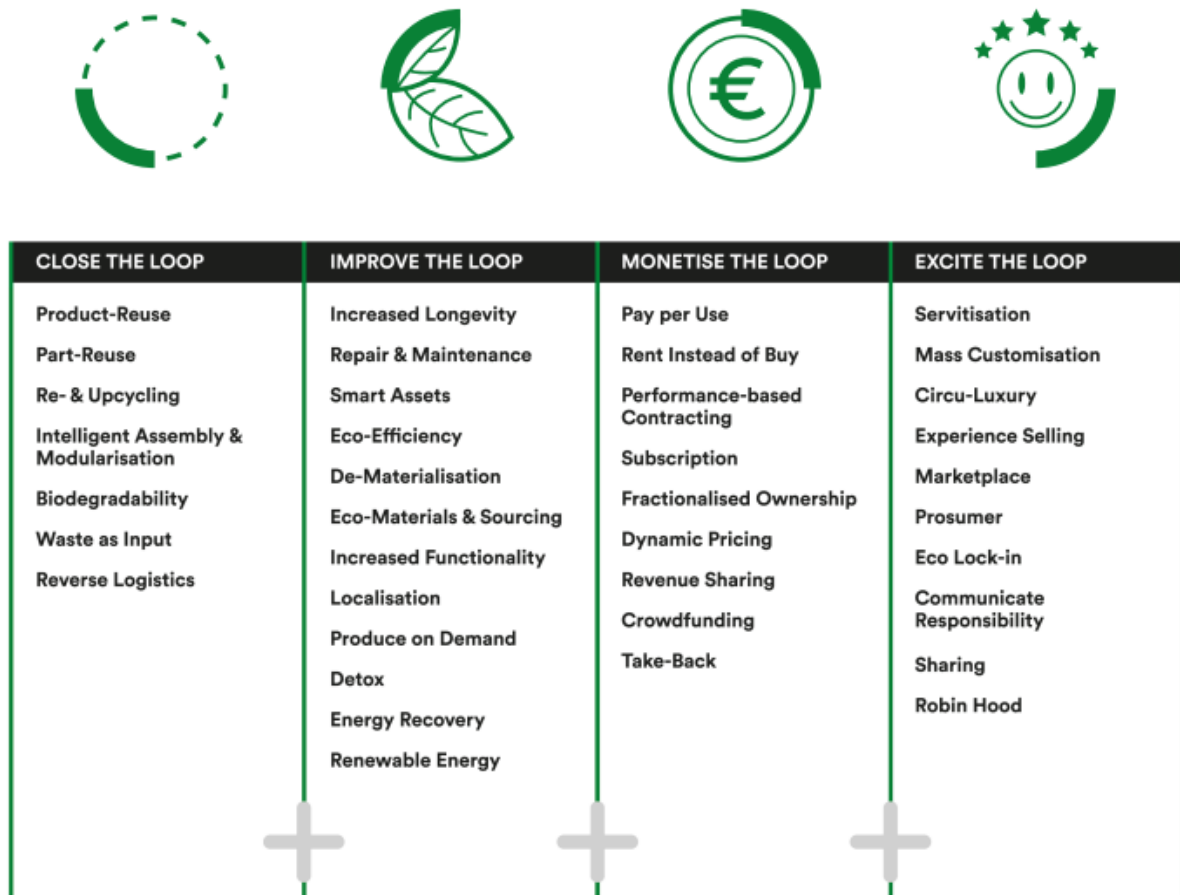 €
CLOSE THE LOOP
Product-Reuse
Part-Reuse
Re- & Upcycling
Intelligent Assembly &
Modularisation
Biodegradability
Waste as Input
Reverse Logistics
IMPROVE THE LOOP
Increased Longevity
Repair & Maintenance
Smart Assets
Eco-Efficiency
De-Materialisation
Eco-Materials & Sourcing
Increased Functionality
Localisation
Produce on Demand
Detox
Energy Recovery
Renewable Energy
MONETISE THE LOOP
Pay per Use
Rent Instead of Buy
Performance-based
Contracting
Subscription
Fractionalised Ownership
Dynamic Pricing
Revenue Sharing
Crowdfunding
Take-Back
EXCITE THE LOOP
Servitisation
Mass Customisation
Circu-Luxury
Experience Selling
Marketplace
Prosumer
Eco Lock-in
Communicate
Responsibility
Sharing
Robin Hood